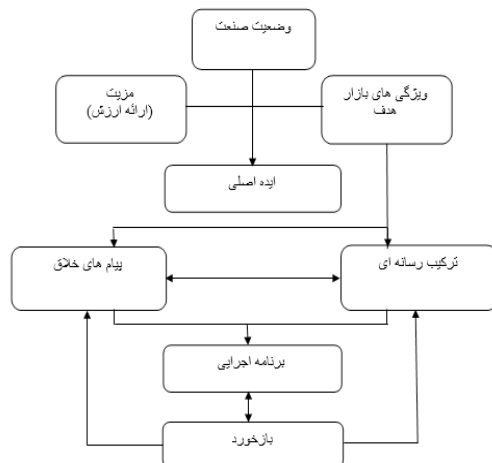 وضعیت صنعت
ویژگی های بازار
هدف
مزیت
(ارائه ارزش)
ایده اصلی
ترکیب رسانه ای
پیام های خلاق
برنامه اجرایی
بازخورد